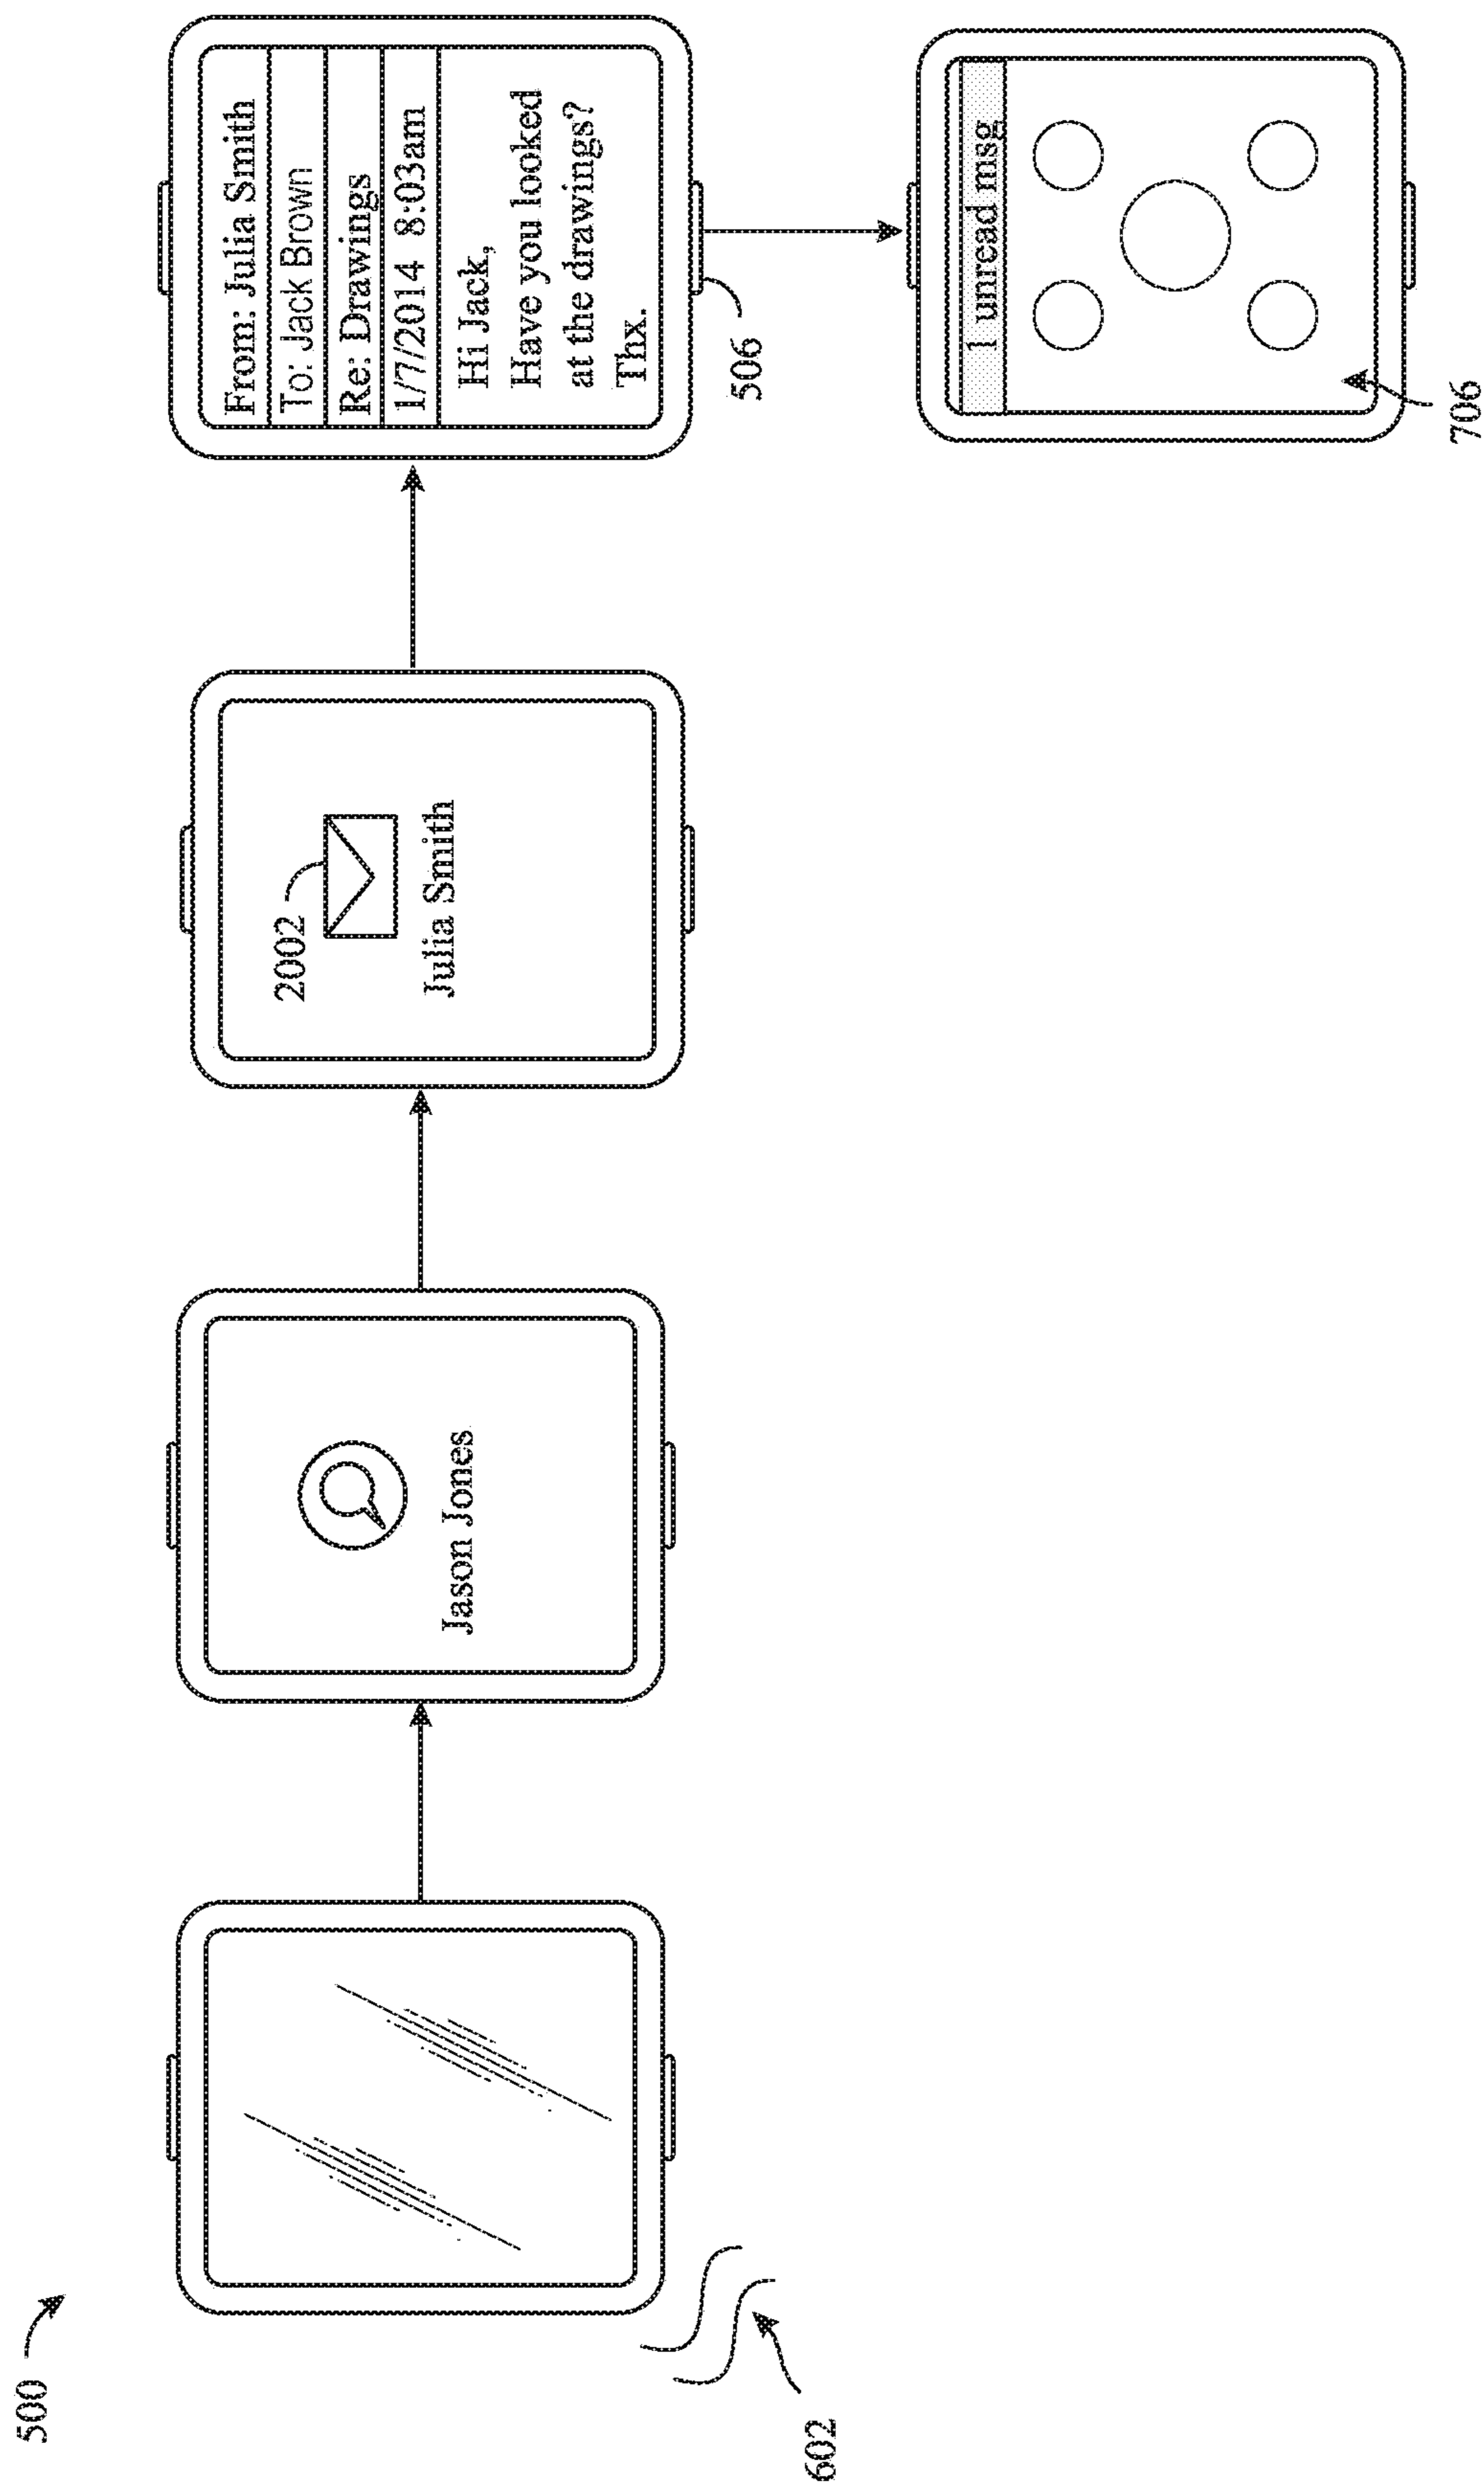 500
602
Jason Jones
2002
Julia Smith
From: Julia Smith
To: Jack Brown
Re: Drawings
1/7/2014 8:03am
Hi Jack,
Have you looked
at the drawings?
Thx.
506
1 unread msg
706